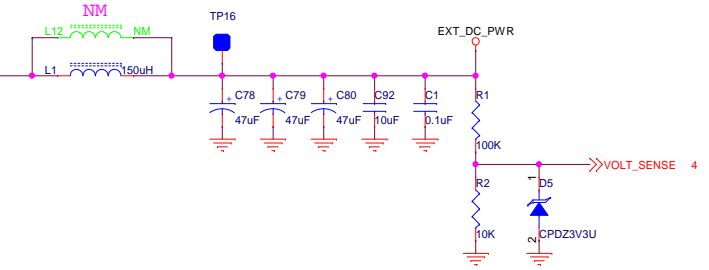 NM
L12 NM
L1 150uH
TP16
EXT_DC_PWR
+ C78 + C79 + C80 C92 C1 R1
47uF 47uF 47uF 10uF 0.1uF
100K
VOLT_SENSE 4
R2 1 D5
10K 2 CPDZ3V3U